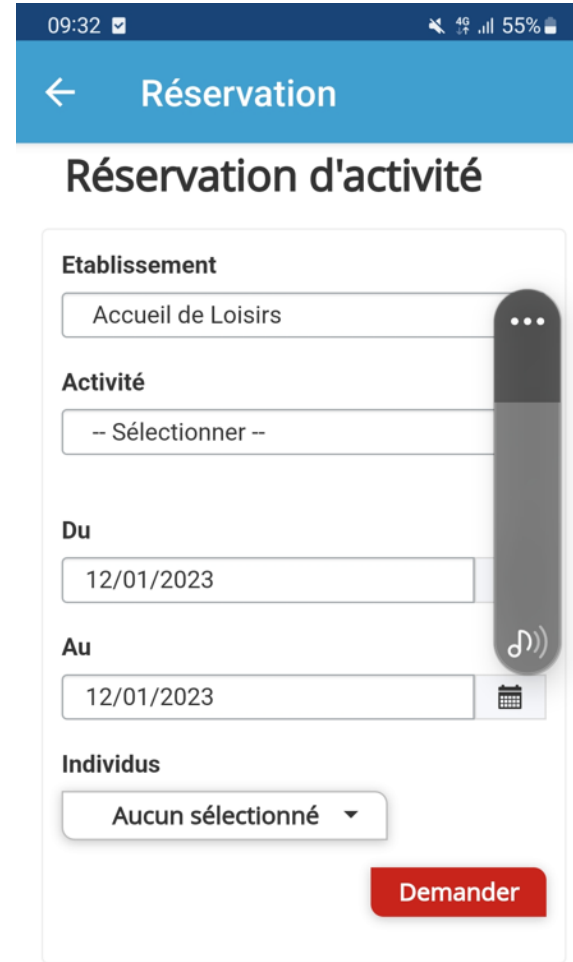 09:32 4G 55%
Réservation
Réservation d'activité
Etablissement
Accueil de Loisirs
Activité
-- Sélectionner --
Du
12/01/2023
Au
12/01/2023
Individus
Aucun sélectionné
Demander